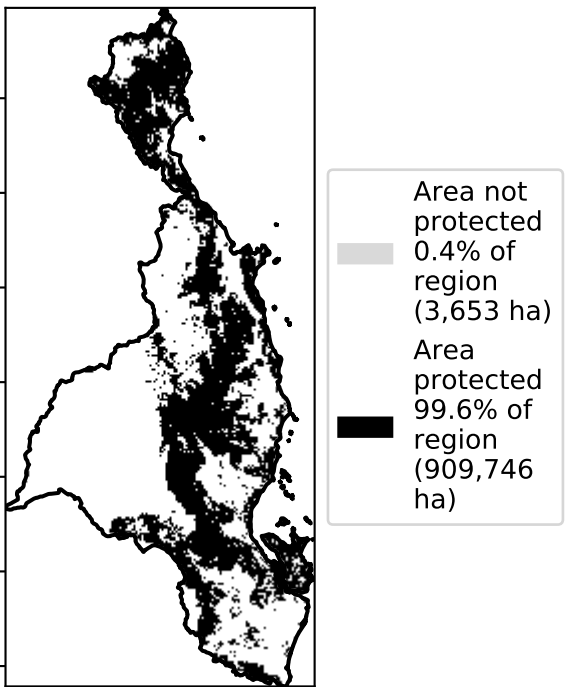 Area not
protected
0.4% of
region
(3,653 ha)
Area
protected
99.6% of
region
(909,746
ha)